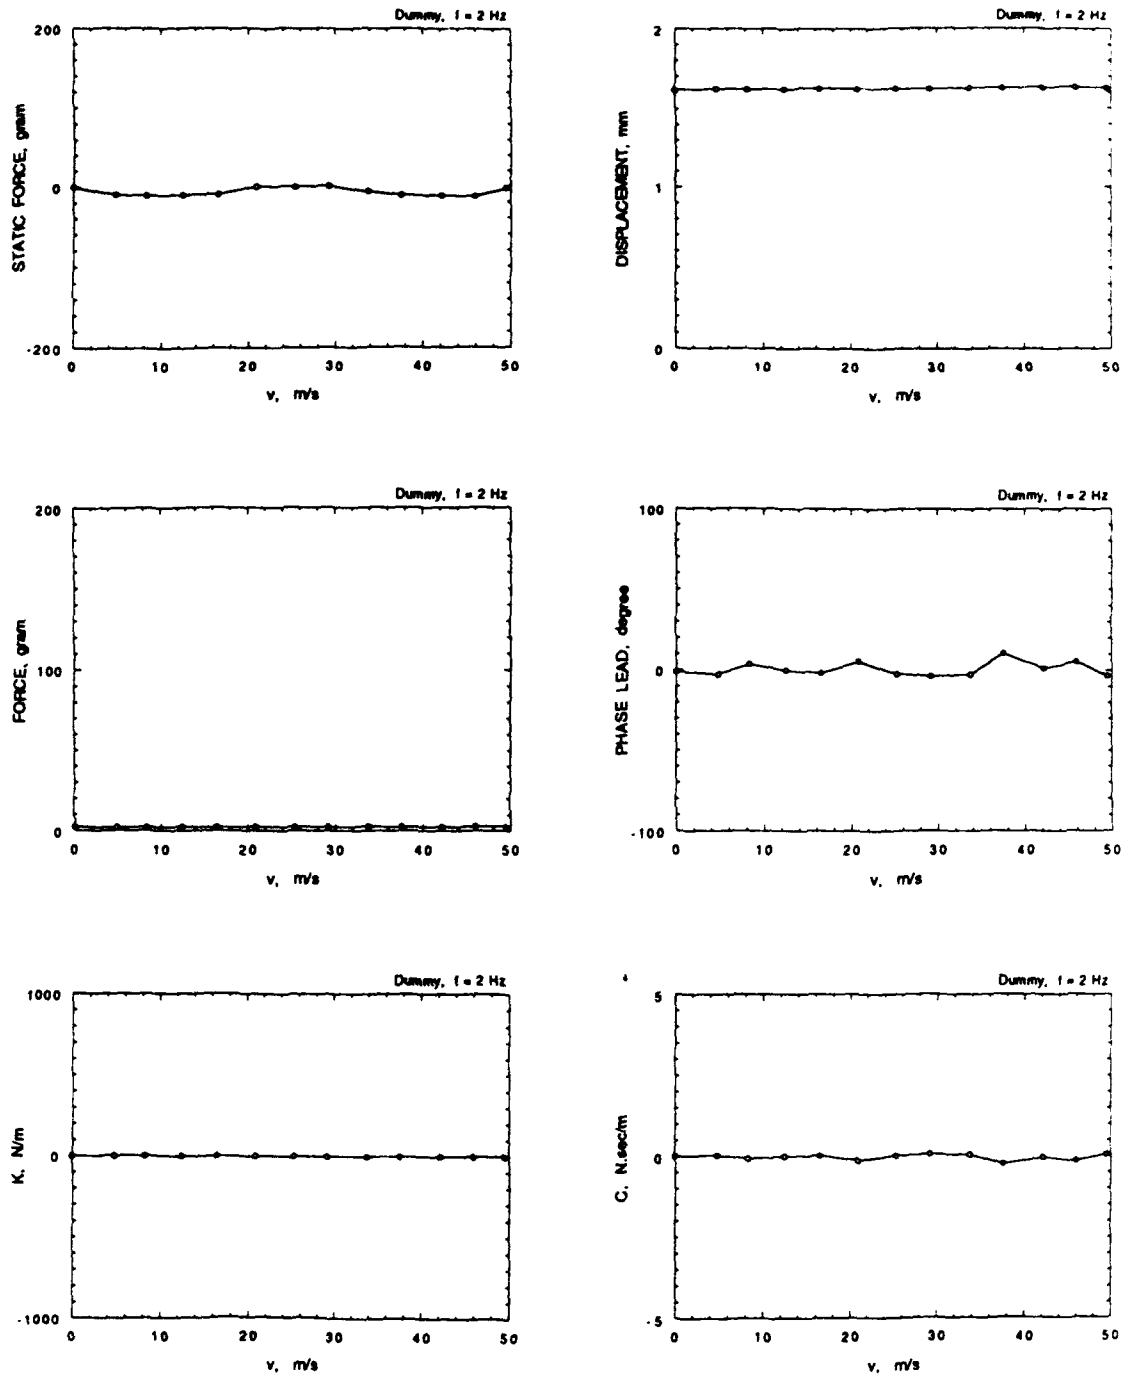 Dummy, f = 2 Hz
200
0
-200
STATIC FORCE, gram
0 10 20 30 40 50
v, m/s
Dummy, f = 2 Hz
2
1
0
DISPLACEMENT, mm
0 10 20 30 40 50
v, m/s
Dummy, f = 2 Hz
200
100
0
FORCE, gram
0 10 20 30 40 50
v, m/s
Dummy, f = 2 Hz
100
0
-100
PHASE LEAD, degree
0 10 20 30 40 50
v, m/s
Dummy, f = 2 Hz
1000
0
-1000
K, N/m
0 10 20 30 40 50
v, m/s
Dummy, f = 2 Hz
5
0
-5
C, N.sec/m
0 10 20 30 40 50
v, m/s